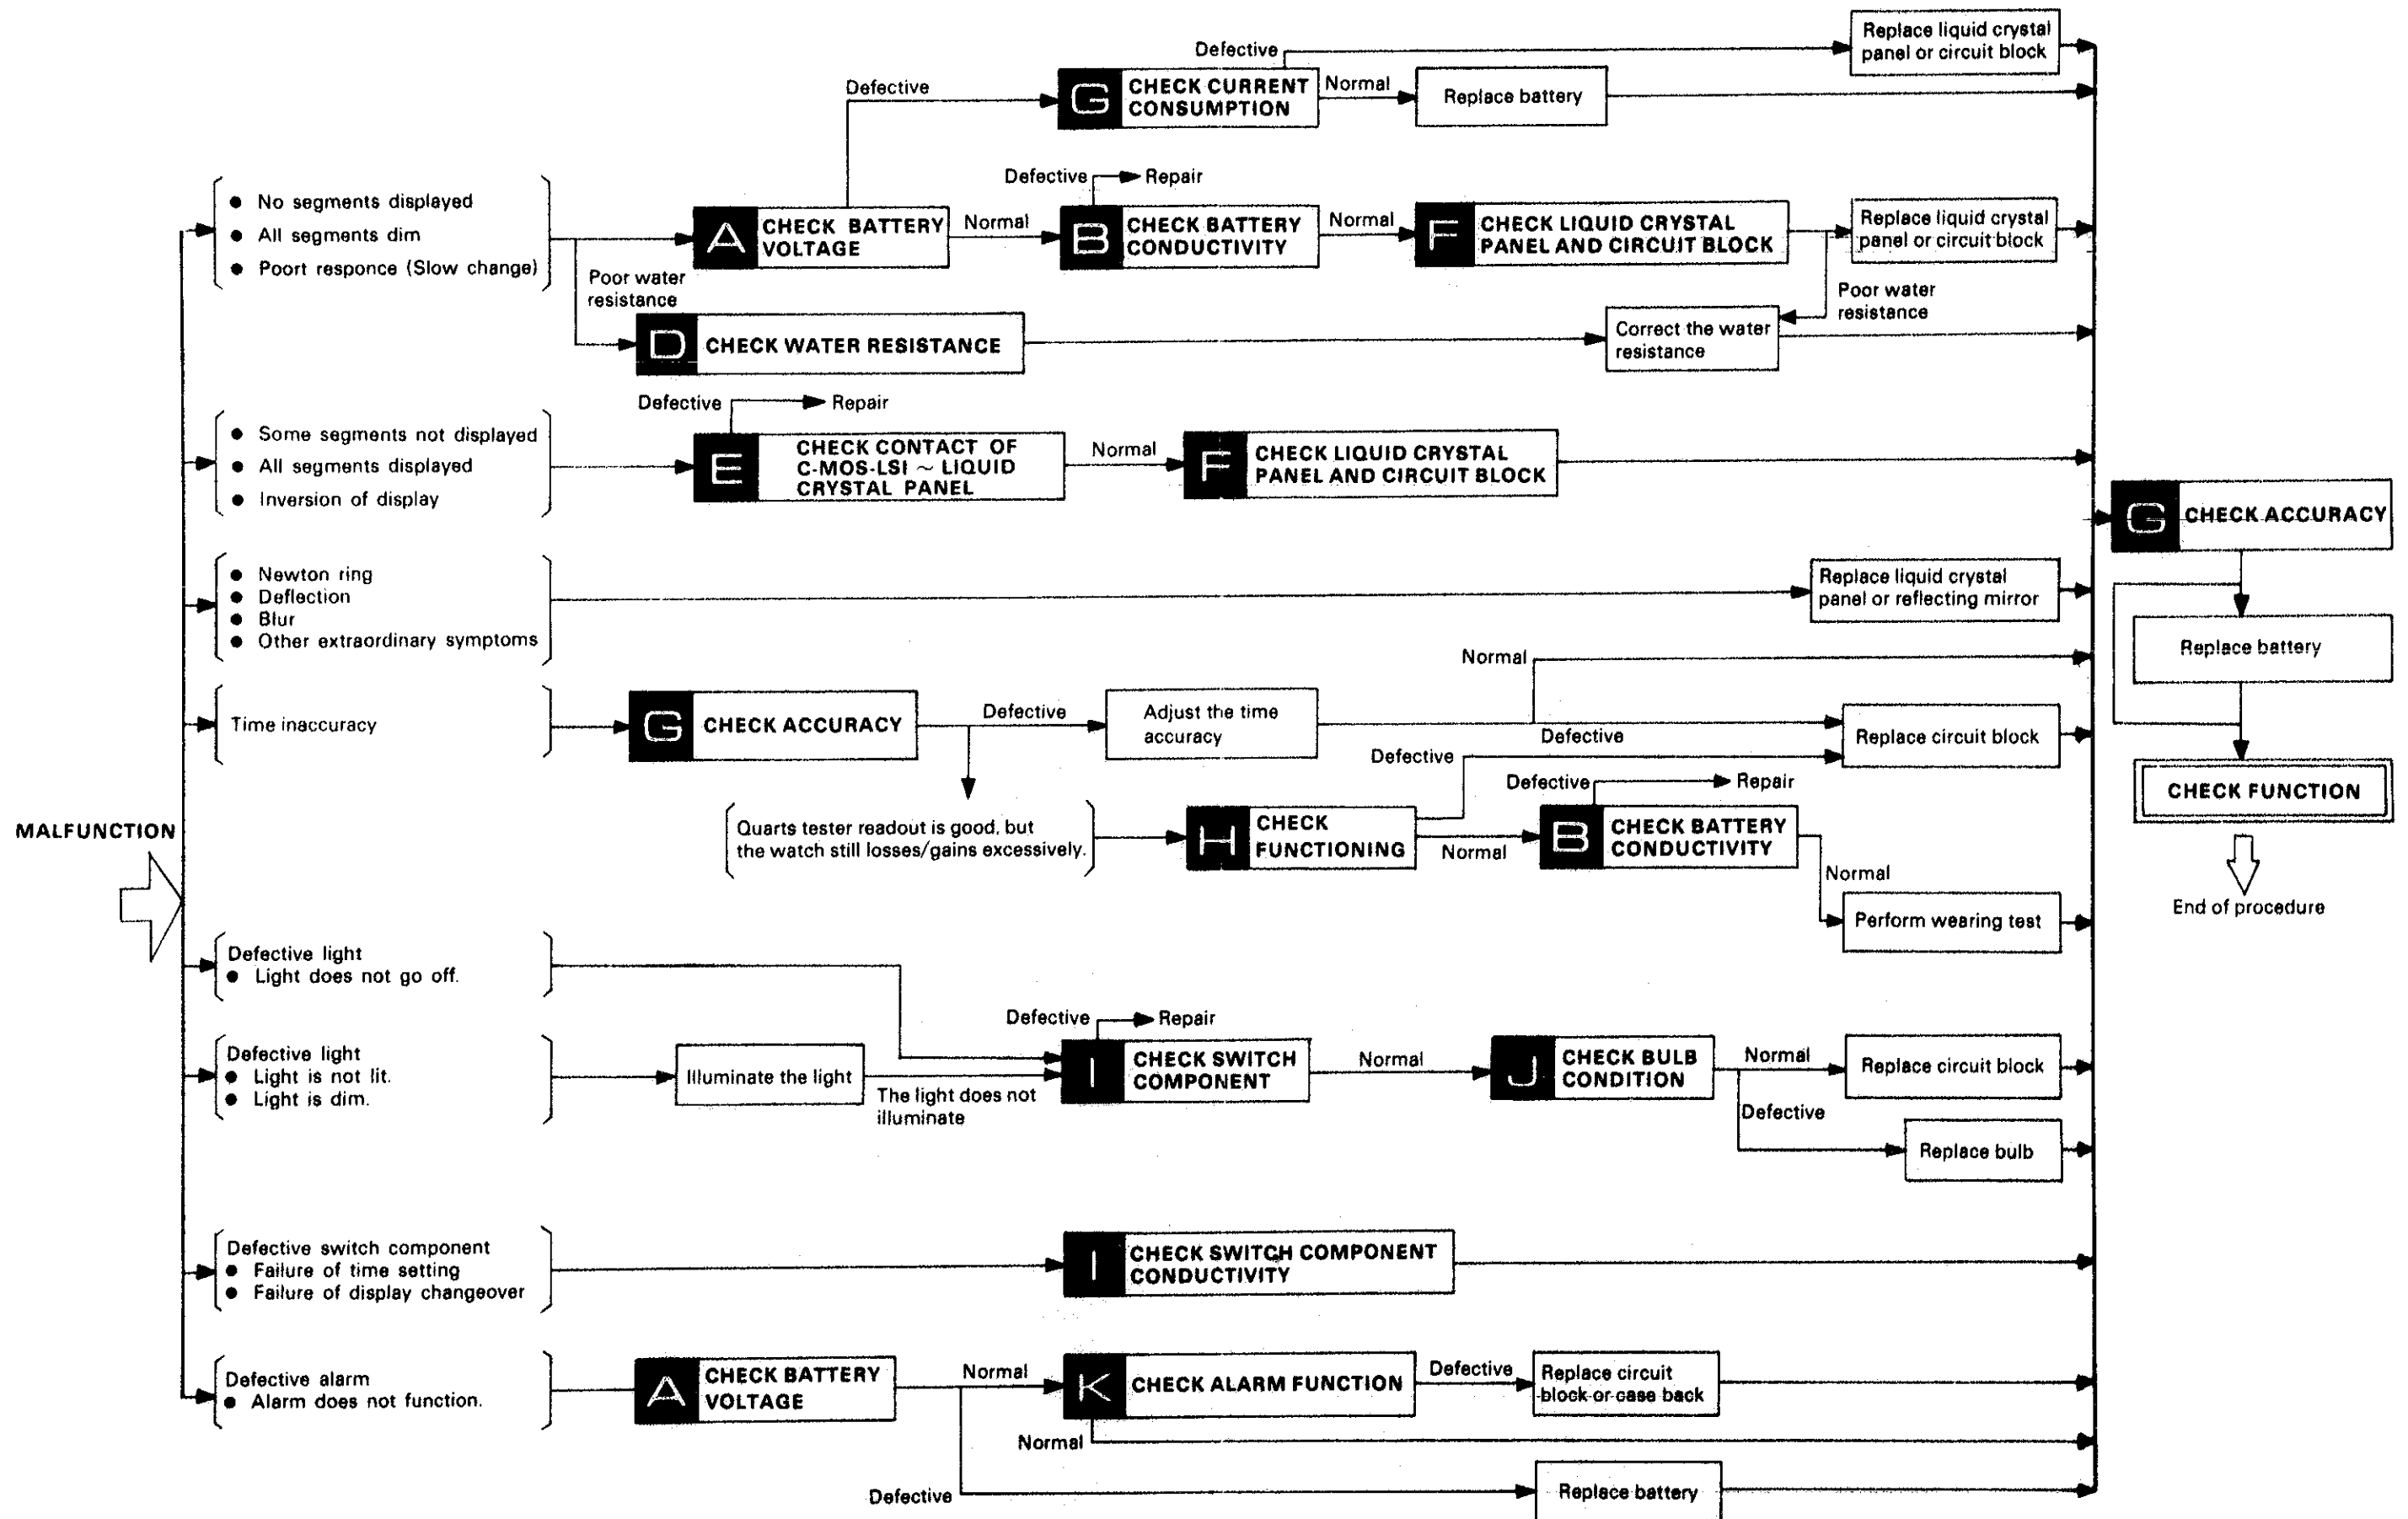 Defective
Replace liquid crystal
panel or circuit block
Defective
G
CHECK CURRENT
CONSUMPTION
Normal
Replace battery
Defective
Repair
• No segments displayed
• All segments dim
• Poort responce (Slow change)
A
CHECK BATTERY
VOLTAGE
Normal
B
CHECK BATTERY
CONDUCTIVITY
Normal
F
CHECK LIQUID CRYSTAL
PANEL AND CIRCUIT BLOCK
Replace liquid crystal
panel or circuit block
Poor water
resistance
Poor water
resistance
D
CHECK WATER RESISTANCE
Correct the water
resistance
Defective
Repair
• Some segments not displayed
• All segments displayed
• Inversion of display
E
CHECK CONTACT OF
C-MOS-LSI ~ LIQUID
CRYSTAL PANEL
Normal
F
CHECK LIQUID CRYSTAL
PANEL AND CIRCUIT BLOCK
G
CHECK ACCURACY
• Newton ring
• Deflection
• Blur
• Other extraordinary symptoms
Replace liquid crystal
panel or reflecting mirror
Replace battery
Normal
Time inaccuracy
G
CHECK ACCURACY
Defective
Adjust the time
accuracy
Defective
Replace circuit block
Defective
Defective
Repair
CHECK FUNCTION
MALFUNCTION
Quarts tester readout is good, but
the watch still losses/gains excessively.
H
CHECK
FUNCTIONING
Normal
B
CHECK BATTERY
CONDUCTIVITY
Normal
Perform wearing test
End of procedure
Defective light
• Light does not go off.
Defective
Repair
Defective light
• Light is not lit.
• Light is dim.
Illuminate the light
The light does not
illuminate
I
CHECK SWITCH
COMPONENT
Normal
J
CHECK BULB
CONDITION
Normal
Replace circuit block
Defective
Replace bulb
Defective switch component
• Failure of time setting
• Failure of display changeover
I
CHECK SWITCH COMPONENT
CONDUCTIVITY
Defective alarm
• Alarm does not function.
A
CHECK BATTERY
VOLTAGE
Normal
K
CHECK ALARM FUNCTION
Defective
Replace circuit
block or case back
Normal
Defective
Replace battery